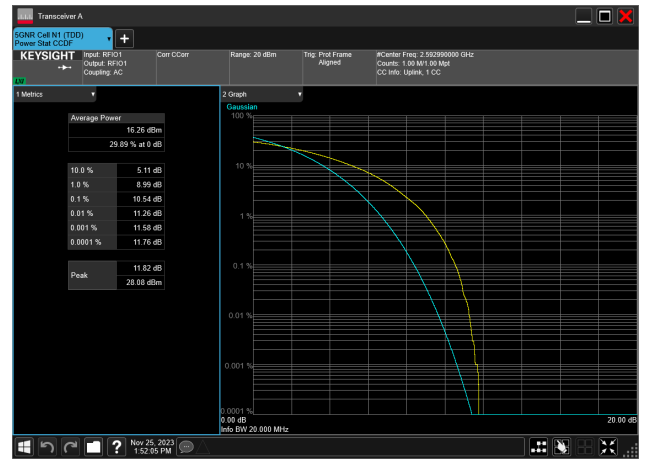 Transceiver A
5GNR Cell N1 (TDD)
Power Stat CCDF
KEYSIGHT
Input: RFIO1
Output: RFIO1
Coupling: AC
Corr CCorr
Range: 20 dBm
Trig: Prot Frame
Aligned
#Center Freq: 2.592990000 GHz
Counts: 1.00 M/1.00 Mpt
CC Info: Uplink, 1 CC
1 Metrics
Average Power
16.26 dBm
29.89 % at 0 dB
10.0 % 5.11 dB
1.0 % 8.99 dB
0.1 % 10.54 dB
0.01 % 11.26 dB
0.001 % 11.58 dB
0.0001 % 11.76 dB
Peak
11.82 dB
28.08 dBm
2 Graph
Gaussian
100 %
10 %
1 %
0.1 %
0.01 %
0.001 %
0.0001 %
0.00 dB
20.00 dB
Info BW 20.000 MHz
Nov 25, 2023
1:52:05 PM